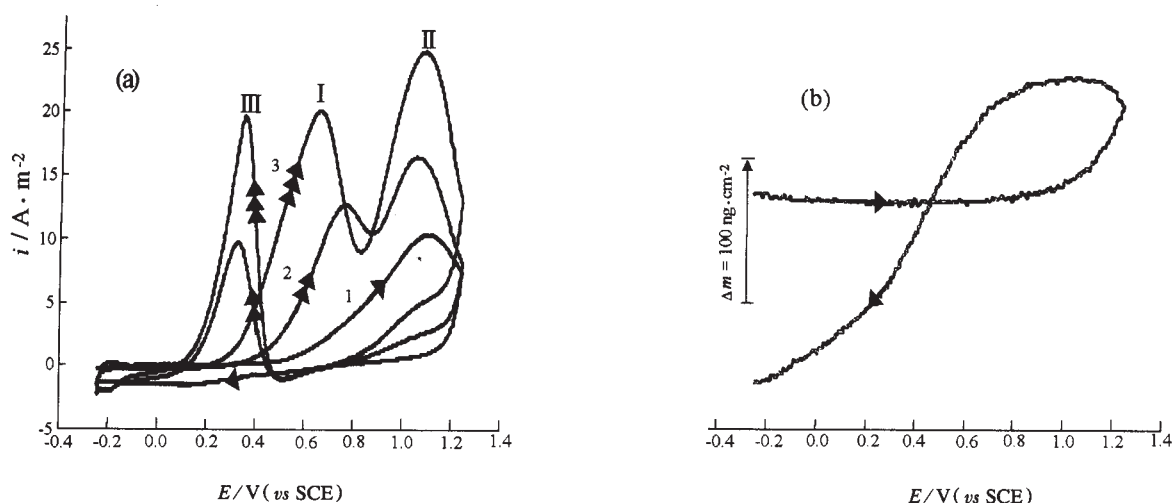 (a)
III
I
II
3
2
1
25
20
15
10
5
0
-5
i / A · m⁻²
-0.4 -0.2 0.0 0.2 0.4 0.6 0.8 1.0 1.2 1.4
E/V( vs SCE)
(b)
Δm = 100 ng·cm⁻²
-0.4 -0.2 0.0 0.2 0.4 0.6 0.8 1.0 1.2 1.4
E/V( vs SCE)